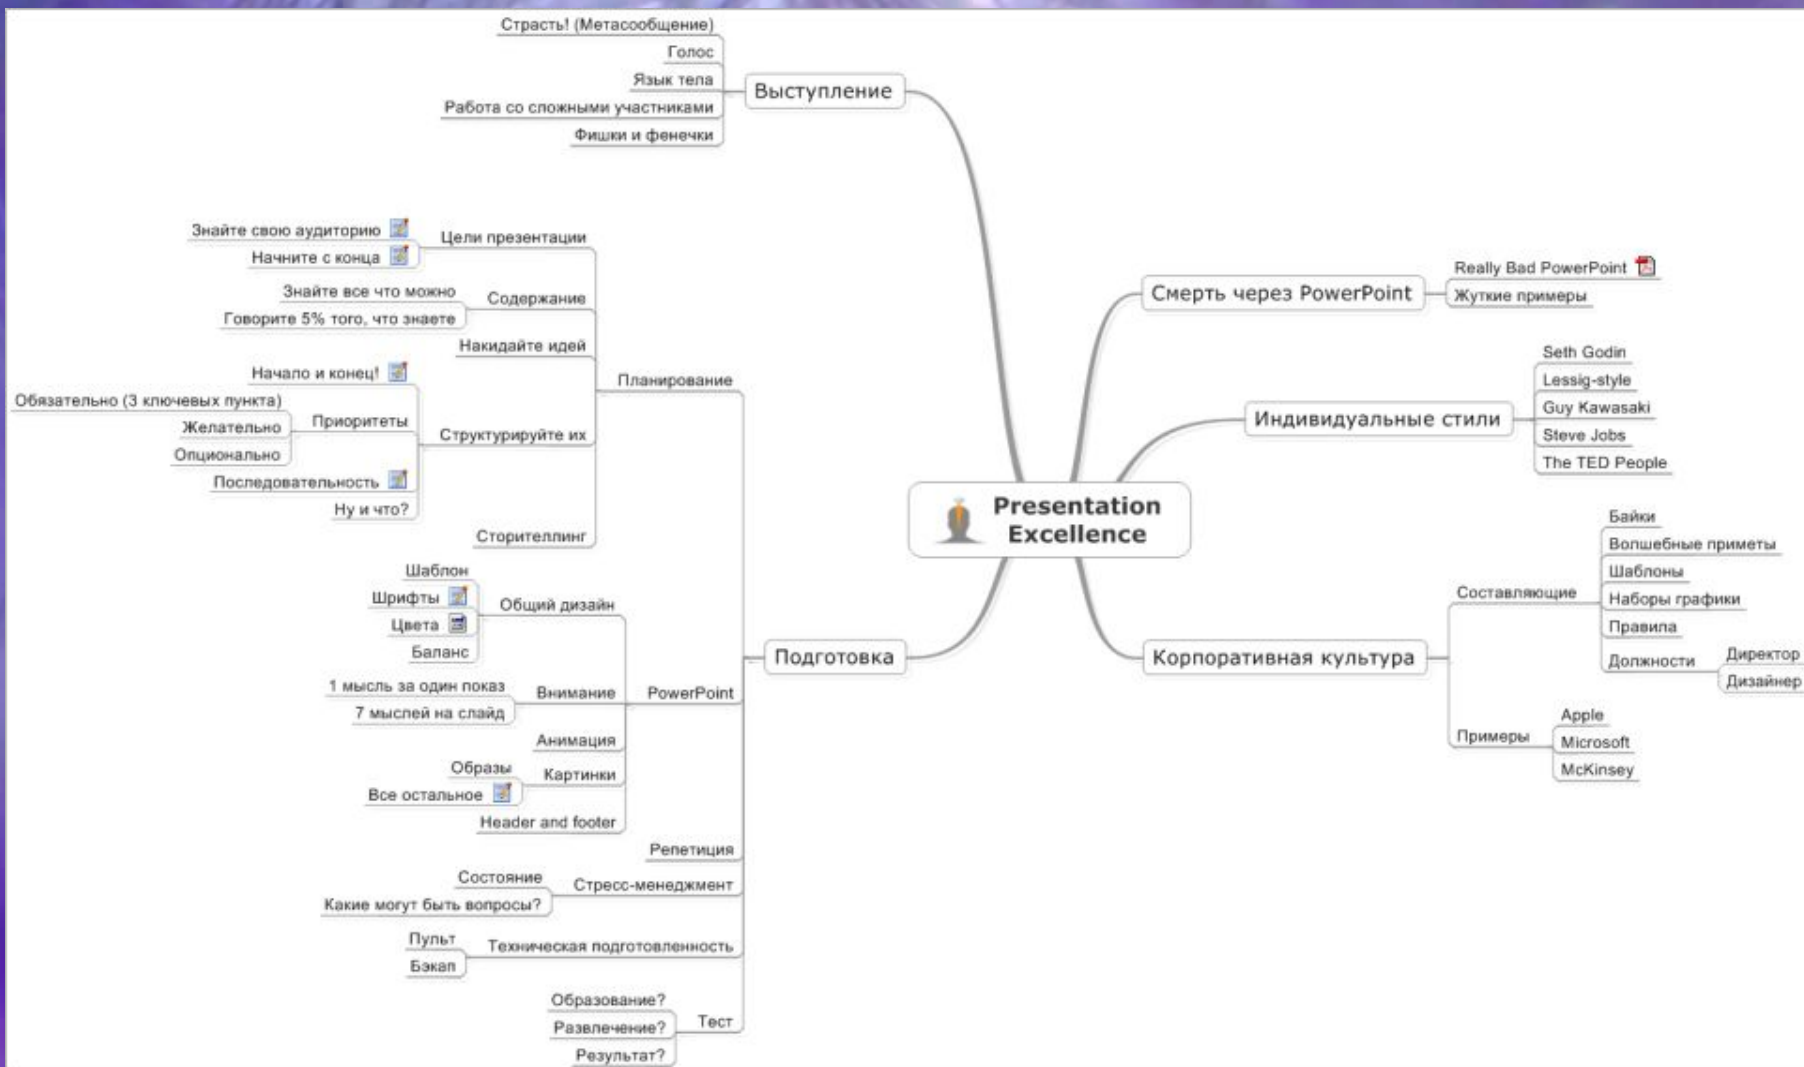 Страсть! (Метасообщение)
Голос
Язык тела
Работа со сложными участниками
Фишки и фенечки
Выступление
Знайте свою аудиторию
Начните с конца
Цели презентации
Знайте все что можно
Говорите 5% того, что знаете
Содержание
Накидайте идей
Начало и конец!
Обязательно (3 ключевых пункта)
Желательно
Опционально
Приоритеты
Последовательность
Ну и что?
Структурируйте их
Сторителлинг
Планирование
Шаблон
Шрифты
Цвета
Баланс
Общий дизайн
1 мысль за один показ
7 мыслей на слайд
Внимание
Анимация
Образы
Все остальное
Картинки
Header and footer
PowerPoint
Репетиция
Состояние
Какие могут быть вопросы?
Стресс-менеджмент
Пульт
Бэкап
Техническая подготовленность
Образование?
Развлечение?
Результат?
Тест
Подготовка
Presentation
Excellence
Смерть через PowerPoint
Really Bad PowerPoint
Жуткие примеры
Индивидуальные стили
Seth Godin
Lessig-style
Guy Kawasaki
Steve Jobs
The TED People
Корпоративная культура
Составляющие
Байки
Волшебные приметы
Шаблоны
Наборы графики
Правила
Должности
Директор
Дизайнер
Примеры
Apple
Microsoft
McKinsey